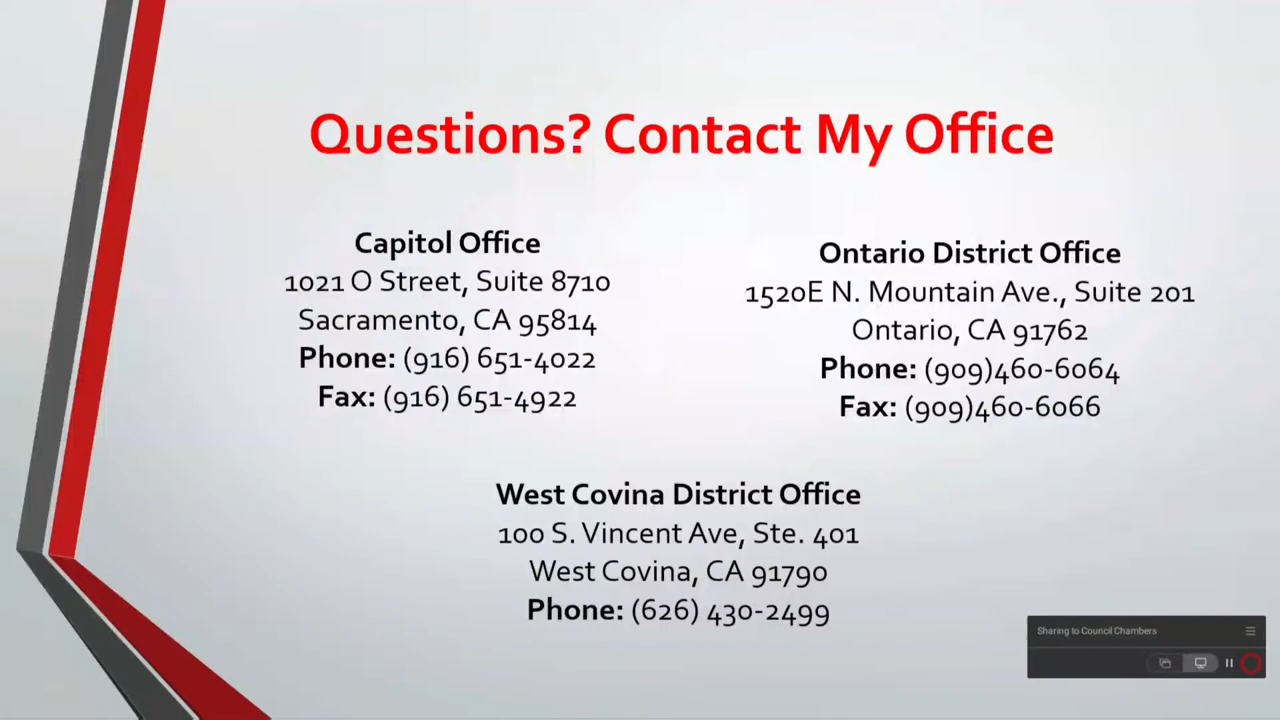 Questions? Contact My Office
Capitol Office
1021 O Street, Suite 8710
Sacramento, CA 95814
Phone: (916) 651-4022
Fax: (916) 651-4922
Ontario District Office
1520E N. Mountain Ave., Suite 201
Ontario, CA 91762
Phone: (909)460-6064
Fax: (909)460-6066
West Covina District Office
100 S. Vincent Ave, Ste. 401
West Covina, CA 91790
Phone: (626) 430-2499
Sharing to Council Chambers